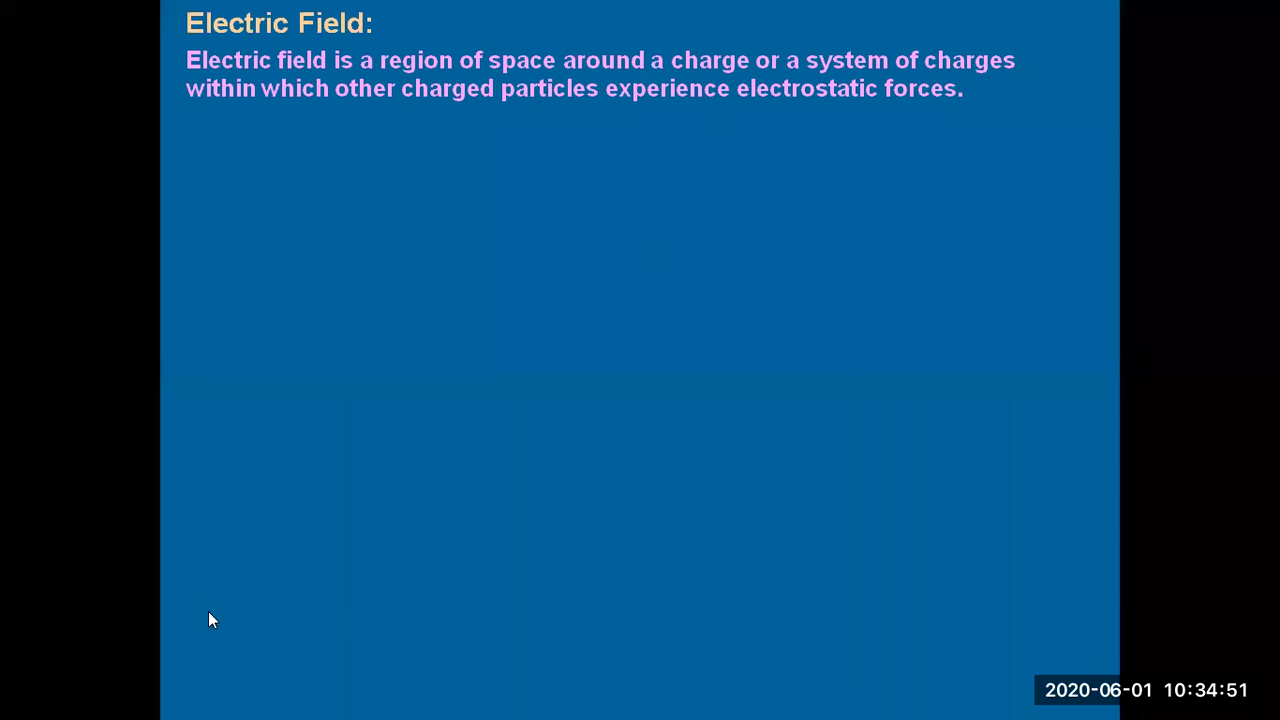 Electric Field:
Electric field is a region of space around a charge or a system of charges
within which other charged particles experience electrostatic forces.
2020-06-01 10:34:51